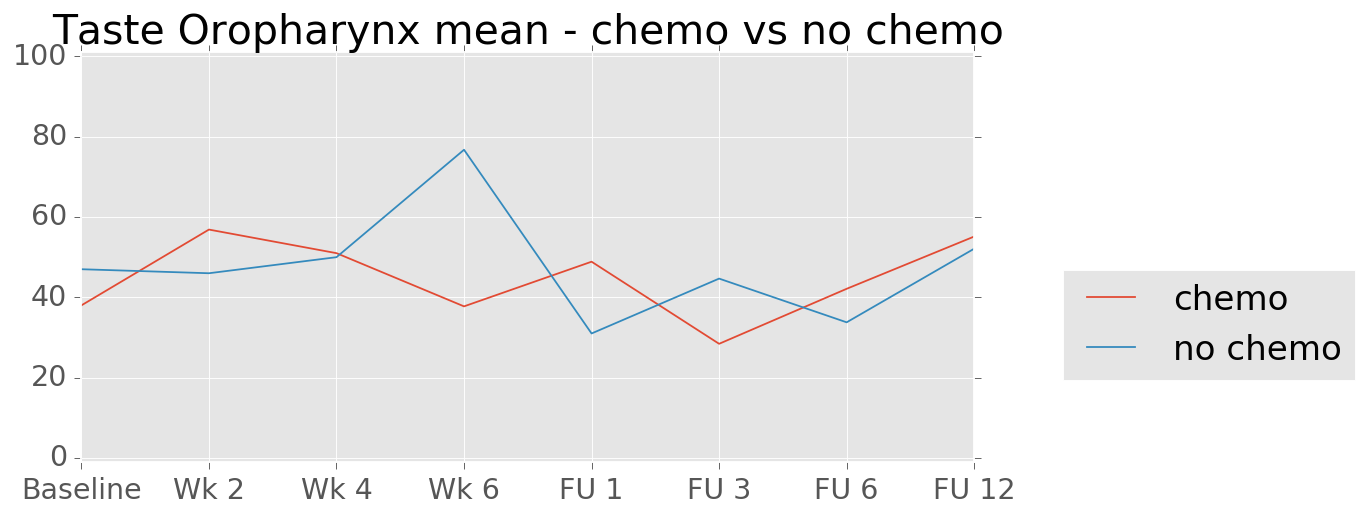 Taste Oropharynx mean - chemo vs no chemo
100
80
60
40
20
0
Baseline Wk 2 Wk 4 Wk 6 FU 1 FU 3 FU 6 FU 12
chemo
no chemo